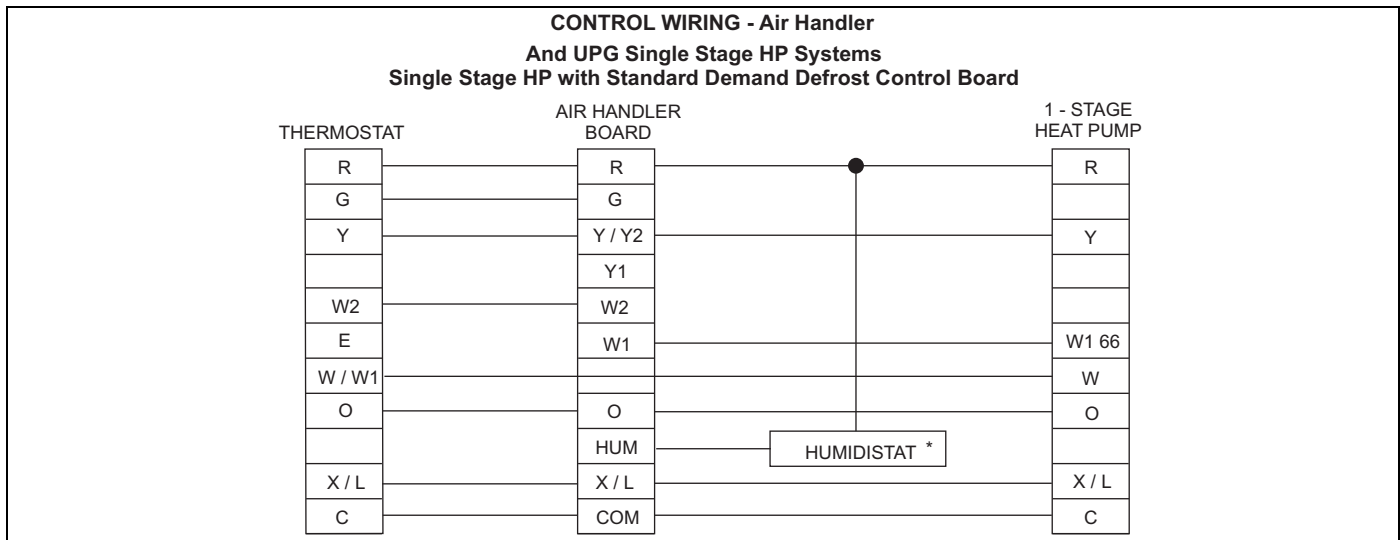 CONTROL WIRING - Air Handler
And UPG Single Stage HP Systems
Single Stage HP with Standard Demand Defrost Control Board
THERMOSTAT
AIR HANDLER
BOARD
1 - STAGE
HEAT PUMP
R R R
G G
Y Y / Y2 Y
Y1
W2 W2
E W1 W1 66
W / W1 W
O O O
HUM HUMIDISTAT *
X / L X / L X / L
C COM C